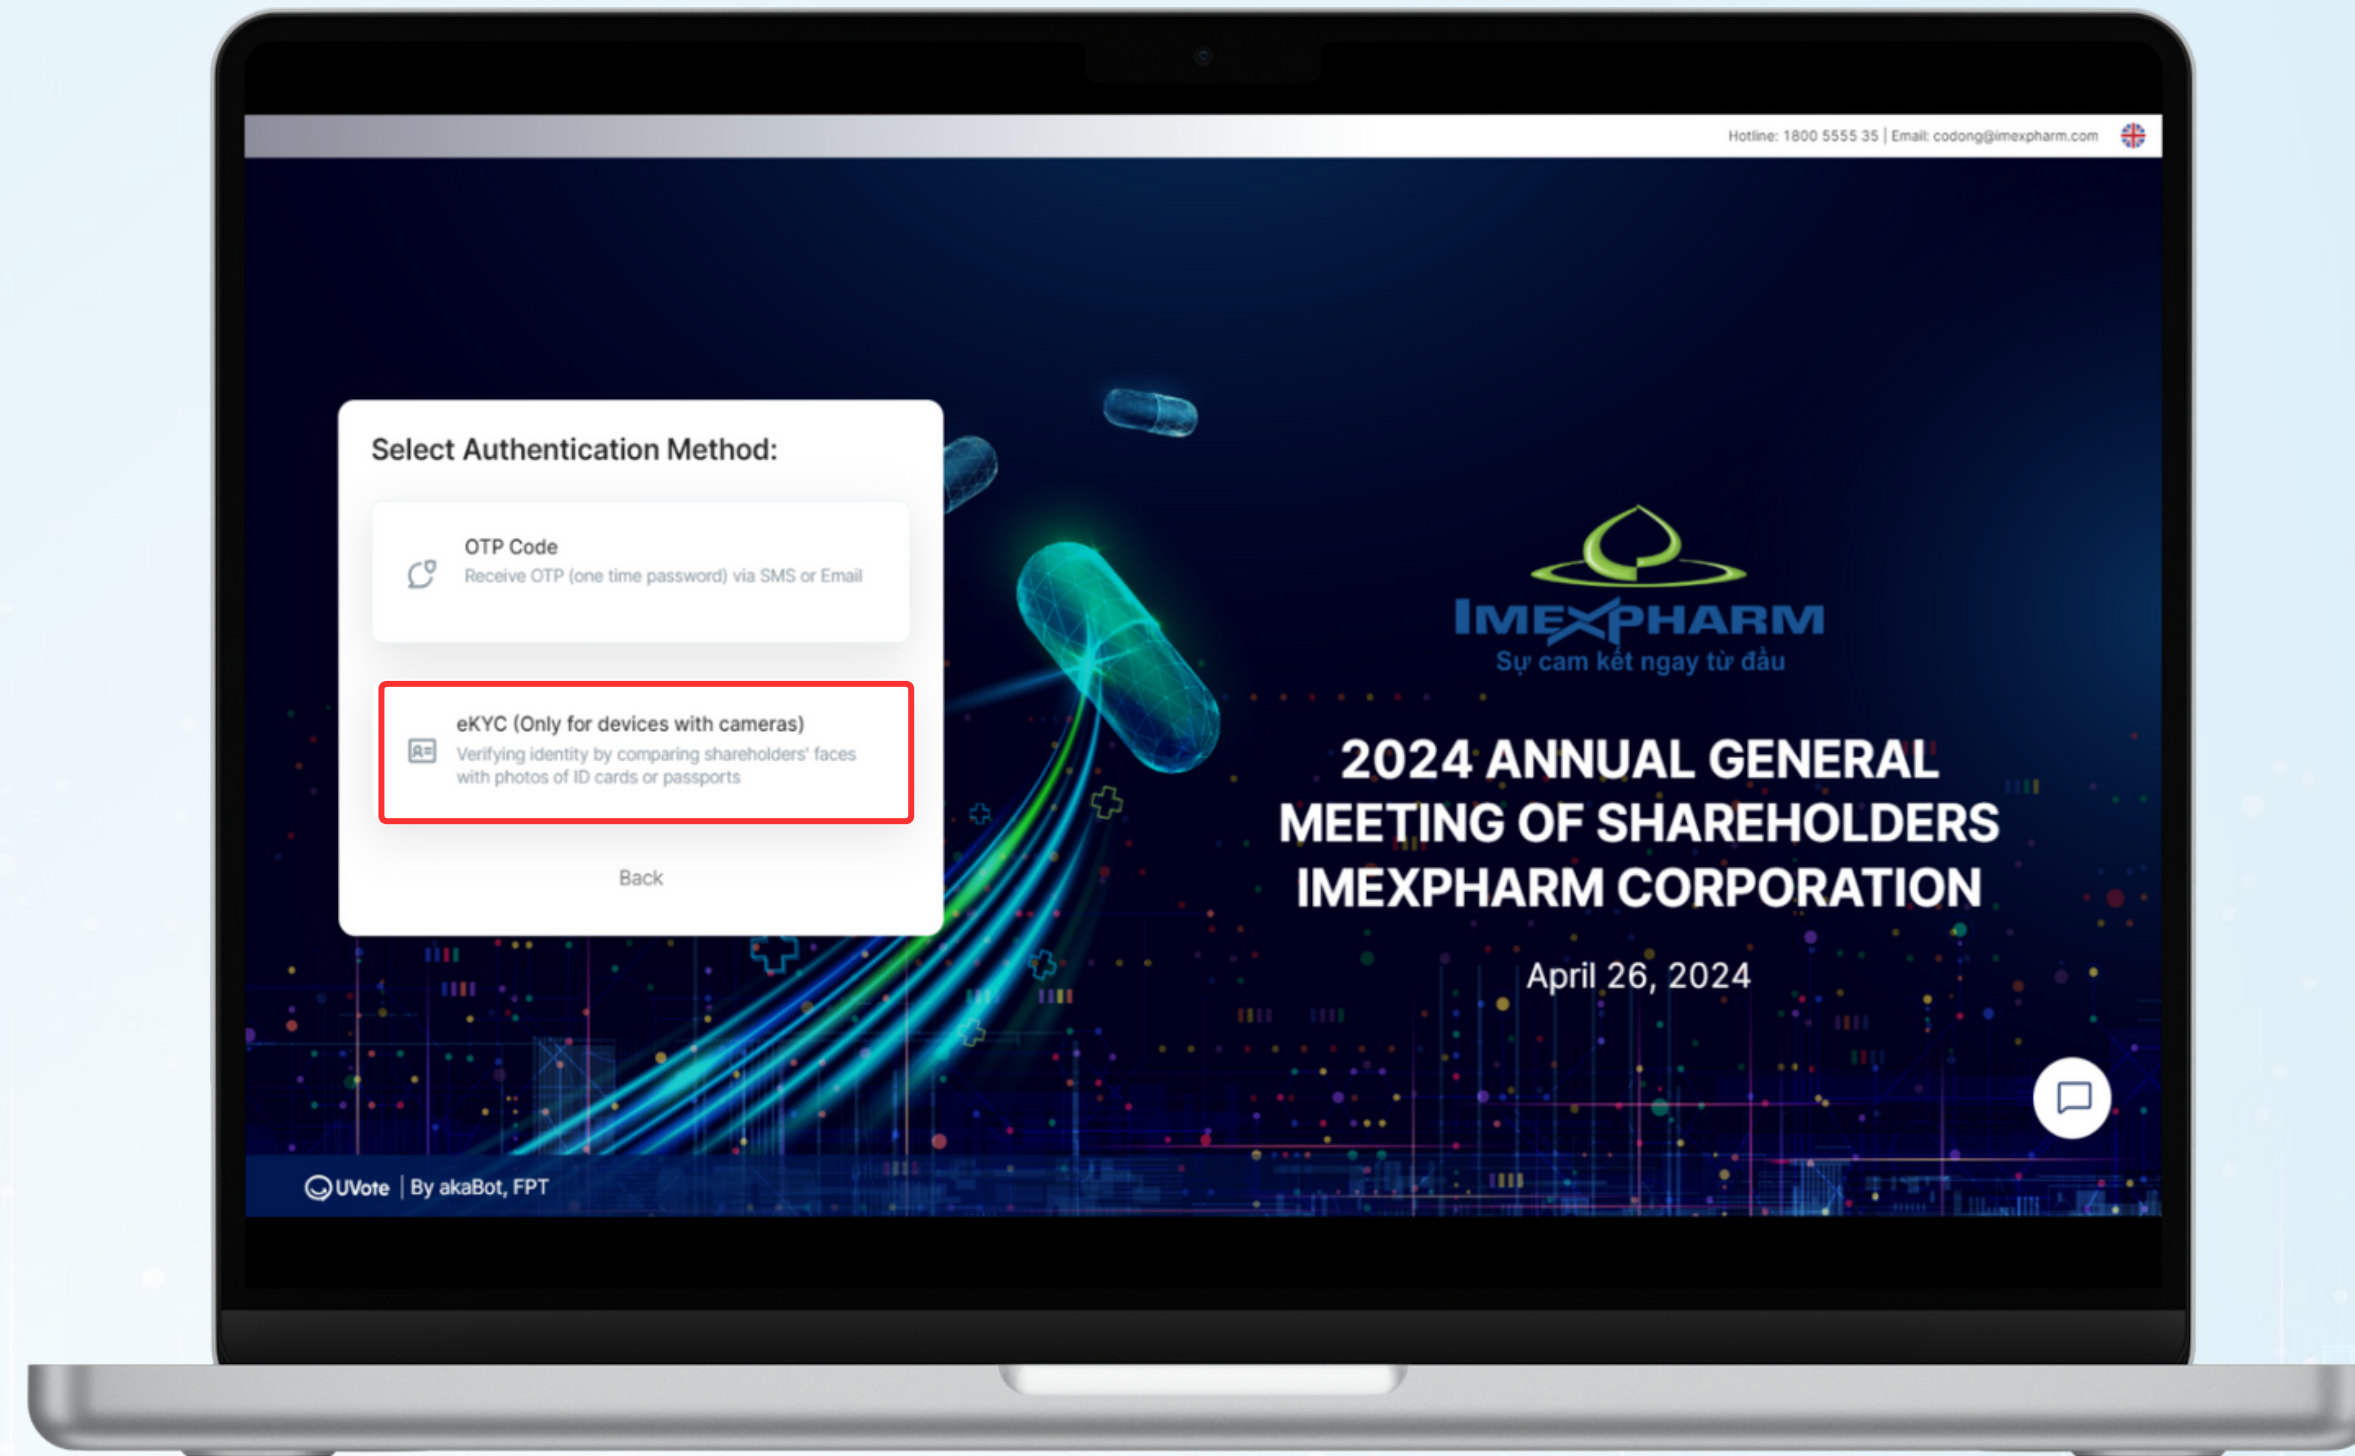 Hotline: 1800 5555 35 | Email: codong@imexpharm.com
Select Authentication Method:
OTP Code
Receive OTP (one time password) via SMS or Email
eKYC (Only for devices with cameras)
Verifying identity by comparing shareholders' faces
with photos of ID cards or passports
Back
IMEXPHARM
Sự cam kết ngay từ đầu
2024 ANNUAL GENERAL
MEETING OF SHAREHOLDERS
IMEXPHARM CORPORATION
April 26, 2024
UVote | By akaBot, FPT